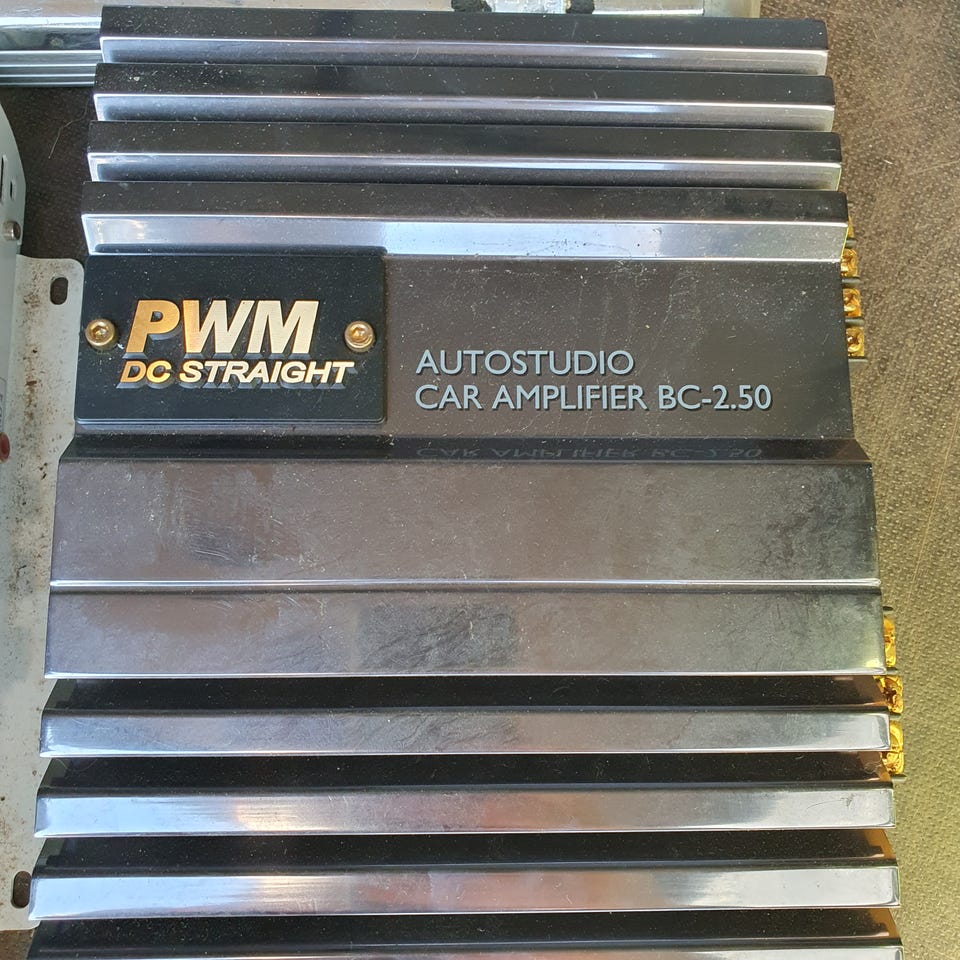 PWM
DC STRAIGHT
AUTOSTUDIO
CAR AMPLIFIER BC-2.50